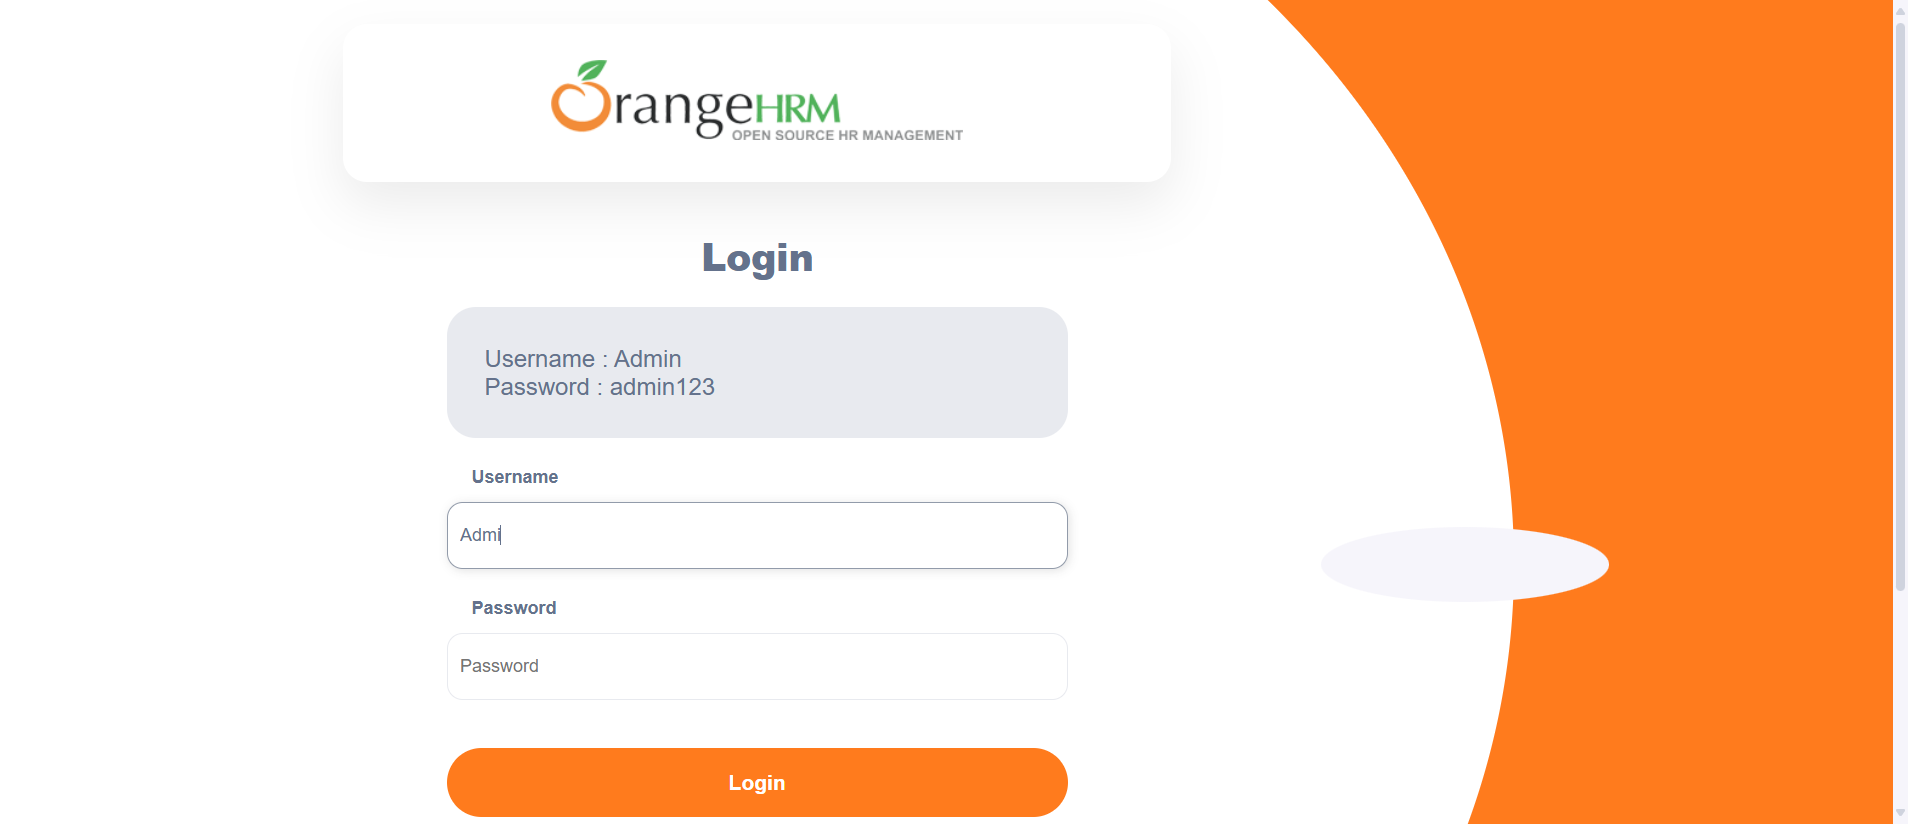 OrangeHRM
OPEN SOURCE HR MANAGEMENT
Login
Username : Admin
Password : admin123
Username
Admi
Password
Password
Login